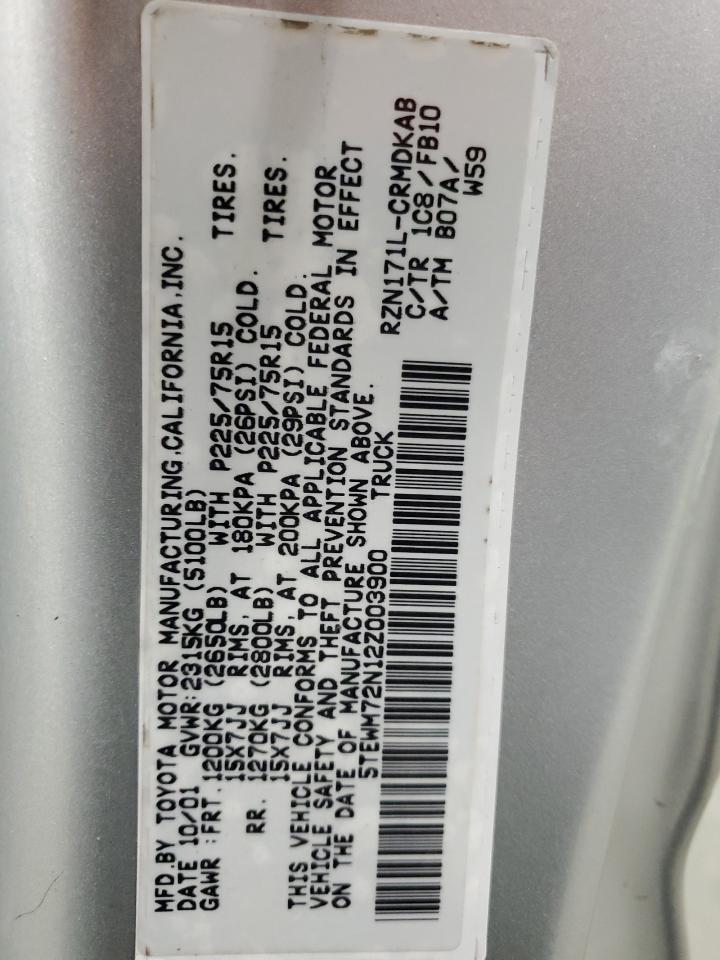 MFD.BY TOYOTA MOTOR MANUFACTURING,CALIFORNIA,INC.
DATE 10/01 GVWR:2315KG (5100LB)
GAWR :FRT.1200KG (2650LB) WITH P225/75R15 TIRES.
15X7JJ RIMS, AT 180KPA (26PSI) COLD.
RR. 1270KG (2800LB) WITH P225/75R15 TIRES.
15X7JJ RIMS, AT 200KPA (29PSI) COLD.
THIS VEHICLE CONFORMS TO ALL APPLICABLE FEDERAL MOTOR
VEHICLE SAFETY AND THEFT PREVENTION STANDARDS IN EFFECT
ON THE DATE OF MANUFACTURE SHOWN ABOVE.
5TEWM72N12Z003900 TRUCK
RZN171L-CRMDKAB
C/TR 1C8/FB10
A/TM B07A/
W59